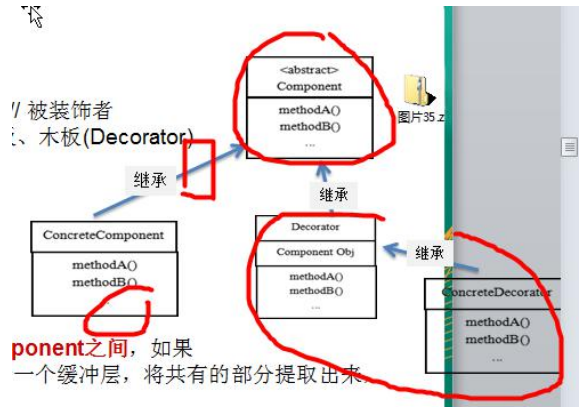 <abstract>
Component
methodA()
methodB()
...
图片35.z
// 被装饰者
、木板(Decorator)
继承
继承
ConcreteComponent
methodA()
methodB()
Decorator
Component Obj
methodA()
methodB()
...
继承
ConcreteDecorator
methodA()
methodB()
...
ponent之间，如果
一个缓冲层，将共有的部分提取出来，